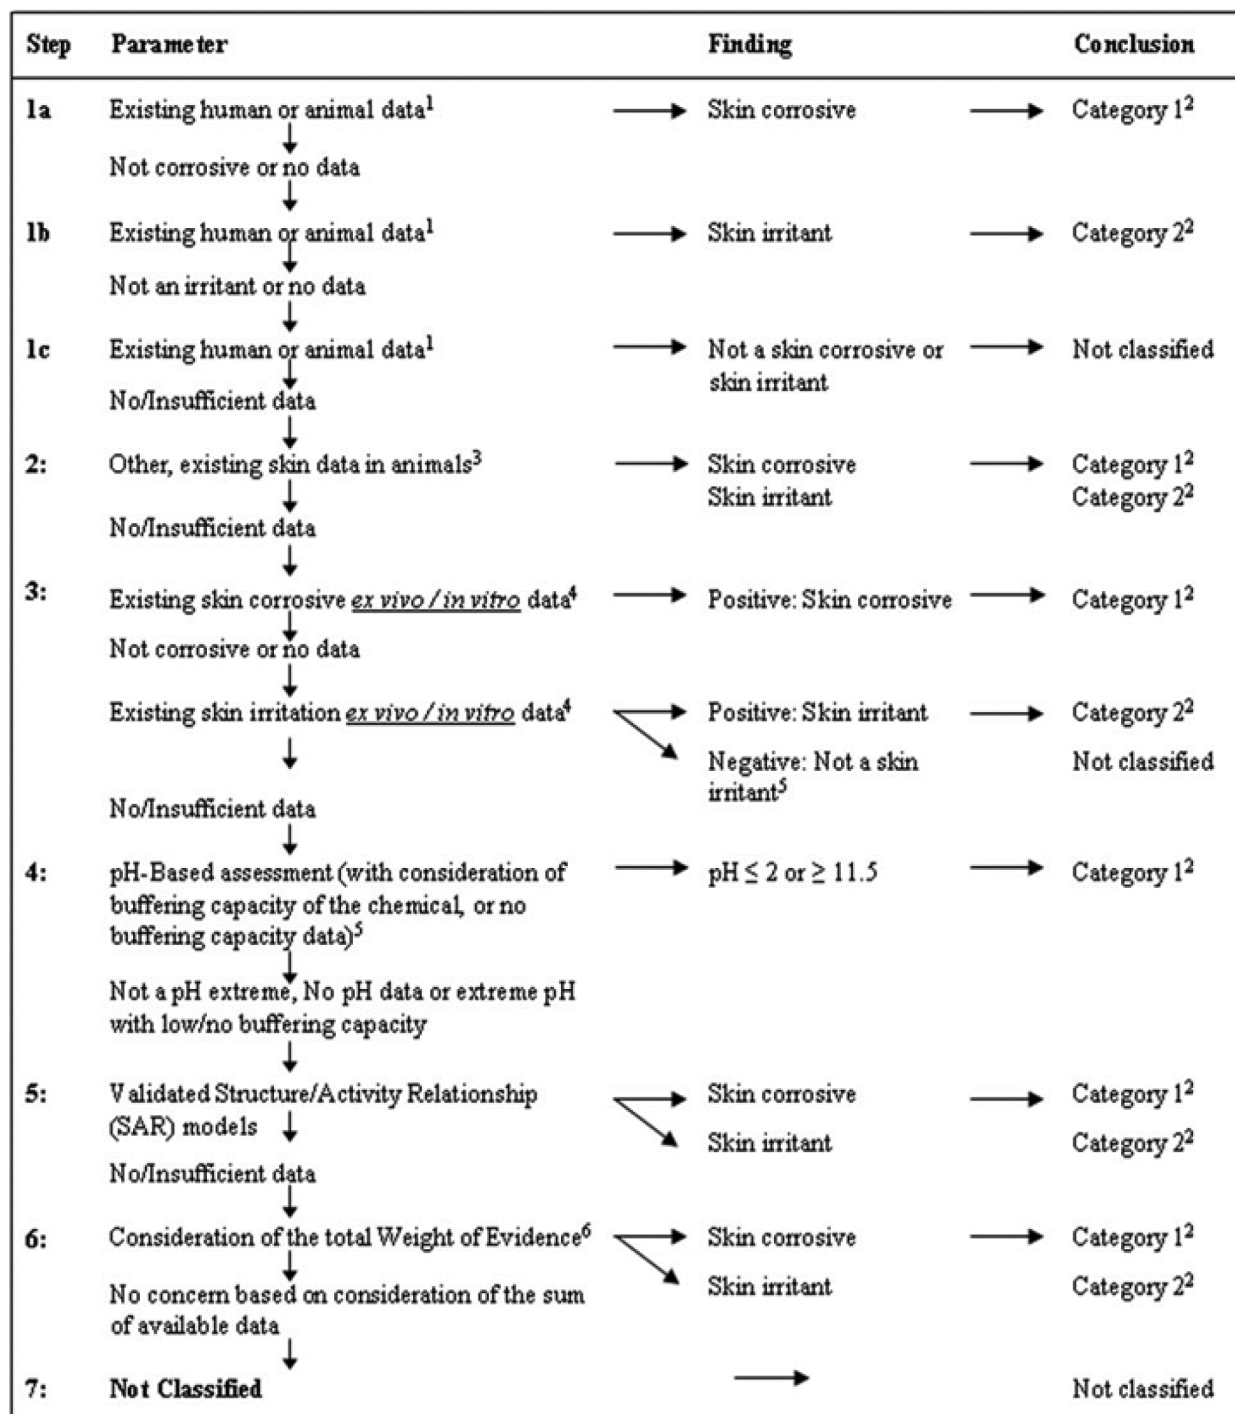 Step Parameter Finding Conclusion
1a Existing human or animal data¹ Skin corrosive Category 1²
Not corrosive or no data
1b Existing human or animal data¹ Skin irritant Category 2²
Not an irritant or no data
1c Existing human or animal data¹ Not a skin corrosive or Not classified
skin irritant
No/Insufficient data
2: Other, existing skin data in animals³ Skin corrosive Category 1²
Skin irritant Category 2²
No/Insufficient data
3: Existing skin corrosive ex vivo / in vitro data⁴ Positive: Skin corrosive Category 1²
Not corrosive or no data
Existing skin irritation ex vivo / in vitro data⁴ Positive: Skin irritant Category 2²
Negative: Not a skin Not classified
irritant⁵
No/Insufficient data
4: pH-Based assessment (with consideration of pH ≤ 2 or ≥ 11.5 Category 1²
buffering capacity of the chemical, or no
buffering capacity data)⁵
Not a pH extreme, No pH data or extreme pH
with low/no buffering capacity
5: Validated Structure/Activity Relationship Skin corrosive Category 1²
(SAR) models Skin irritant Category 2²
No/Insufficient data
6: Consideration of the total Weight of Evidence⁶ Skin corrosive Category 1²
Skin irritant Category 2²
No concern based on consideration of the sum
of available data
7: Not Classified Not classified